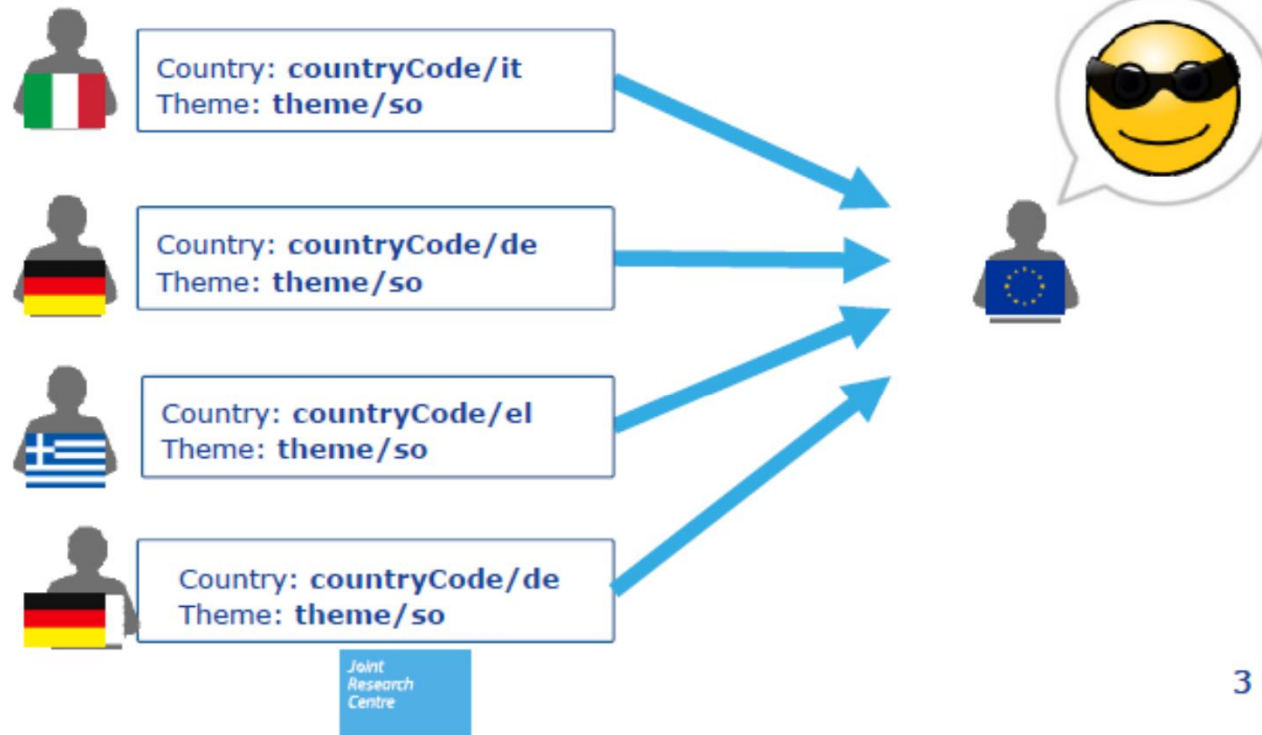 Country: countryCode/it
Theme: theme/so
Country: countryCode/de
Theme: theme/so
Country: countryCode/el
Theme: theme/so
Country: countryCode/de
Theme: theme/so
Joint
Research
Centre
3